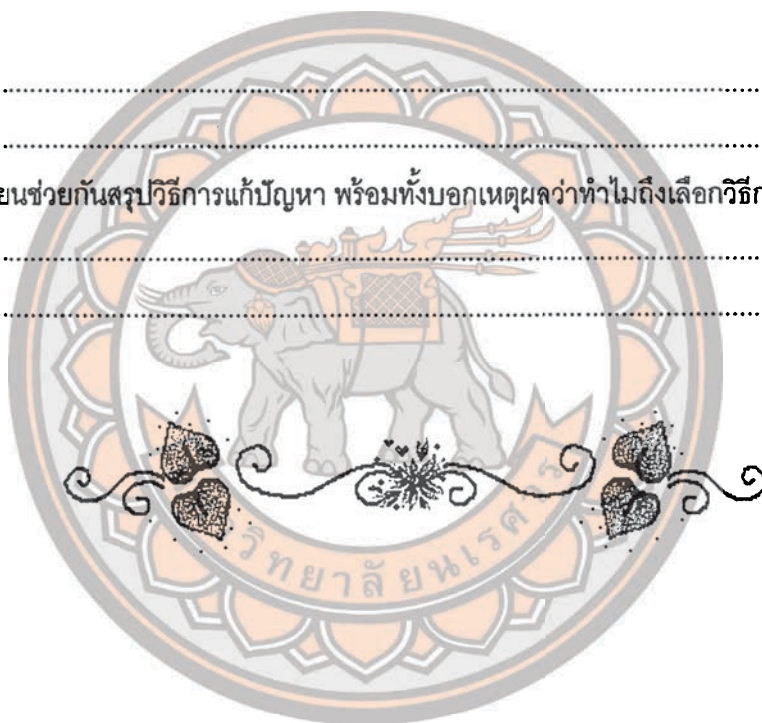 ยนช่วยกันสรุปวิธีการแก้ปัญหา พร้อมทั้งบอกเหตุผลว่าทำไมถึงเลือกวิธีก
วิทยาลัยนเรศวร